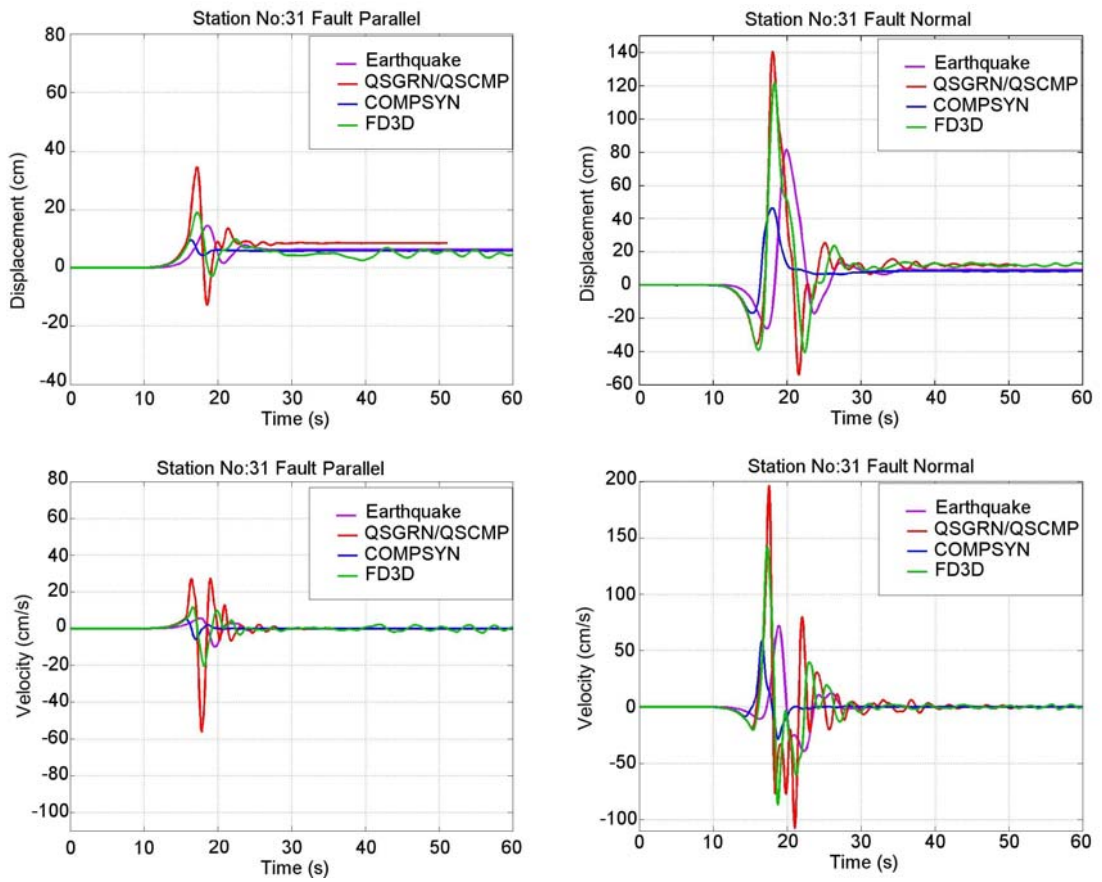 Station No:31 Fault Parallel
80
60
40
20
0
-20
-40
Displacement (cm)
Earthquake
QSGRN/QSCMP
COMPSYN
FD3D
0 10 20 30 40 50 60
Time (s)
Station No:31 Fault Normal
140
120
100
80
60
40
20
0
-20
-40
-60
Displacement (cm)
Earthquake
QSGRN/QSCMP
COMPSYN
FD3D
0 10 20 30 40 50 60
Time (s)
Station No:31 Fault Parallel
80
60
40
20
0
-20
-40
-60
-80
-100
Velocity (cm/s)
Earthquake
QSGRN/QSCMP
COMPSYN
FD3D
0 10 20 30 40 50 60
Time (s)
Station No:31 Fault Normal
200
150
100
50
0
-50
-100
Velocity (cm/s)
Earthquake
QSGRN/QSCMP
COMPSYN
FD3D
0 10 20 30 40 50 60
Time (s)